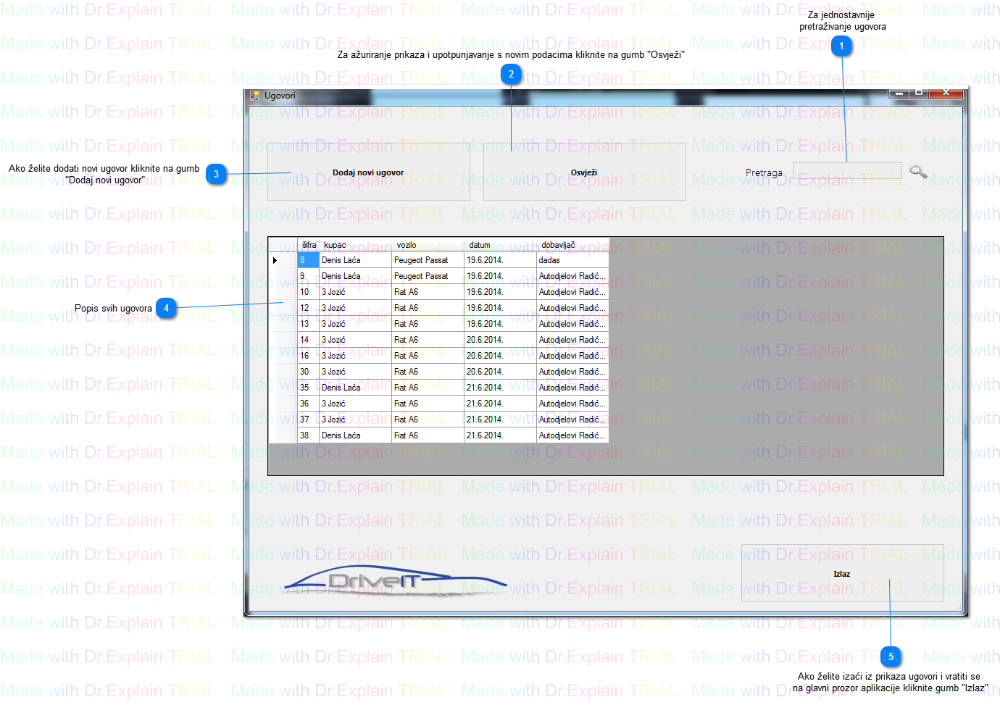 Za jednostavnije
pretraživanje ugovora
1
Za ažuriranje prikaza i upotpunjavanje s novim podacima kliknite na gumb "Osvježi"
2
Ugovori
Ako želite dodati novi ugovor kliknite na gumb
"Dodaj novi ugovor"
3
Dodaj novi ugovor
Osvježi
Pretraga
šifra kupac vozilo datum dobavljač
8 Denis Laća Peugeot Passat 19.6.2014. dadas
9 Denis Laća Peugeot Passat 19.6.2014. Autodjelovi Radić...
10 3 Jozić Fiat A6 19.6.2014. Autodjelovi Radić...
12 3 Jozić Fiat A6 19.6.2014. Autodjelovi Radić...
13 3 Jozić Fiat A6 19.6.2014. Autodjelovi Radić...
14 3 Jozić Fiat A6 20.6.2014. Autodjelovi Radić...
16 3 Jozić Fiat A6 20.6.2014. Autodjelovi Radić...
30 3 Jozić Fiat A6 20.6.2014. Autodjelovi Radić...
35 Denis Laća Fiat A6 21.6.2014. Autodjelovi Radić...
36 3 Jozić Fiat A6 21.6.2014. Autodjelovi Radić...
37 3 Jozić Fiat A6 21.6.2014. Autodjelovi Radić...
38 Denis Laća Fiat A6 21.6.2014. Autodjelovi Radić...
Popis svih ugovora
4
DriveIT
Izlaz
5
Ako želite izaći iz prikaza ugovori i vratiti se
na glavni prozor aplikacije kliknite gumb "Izlaz"
Made with Dr.Explain TRIAL